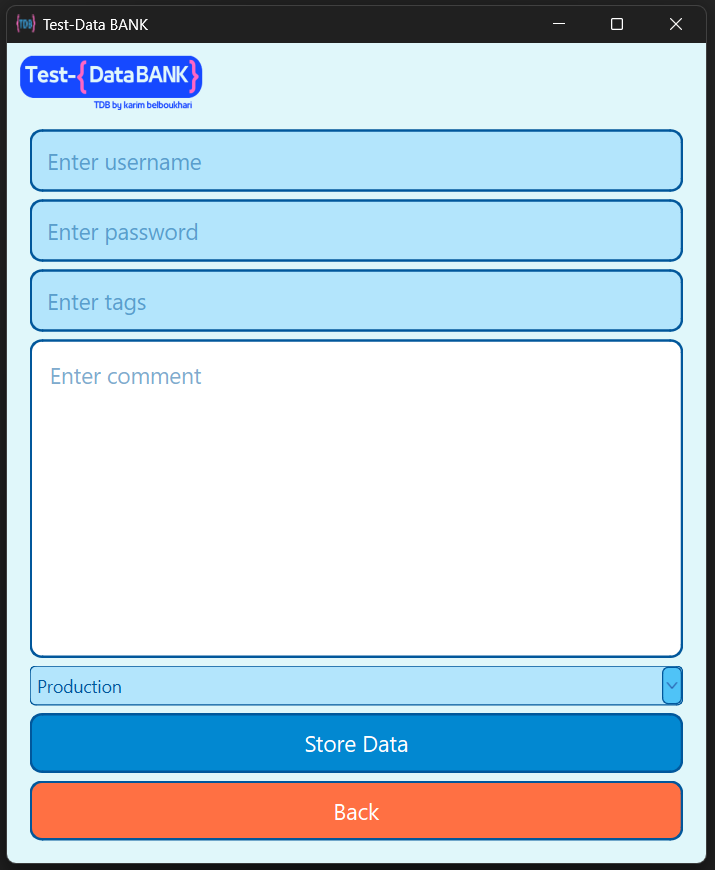 {TDB} Test-Data BANK
Test-{DataBANK}
TDB by karim belboukhari
Enter username
Enter password
Enter tags
Enter comment
Production
Store Data
Back